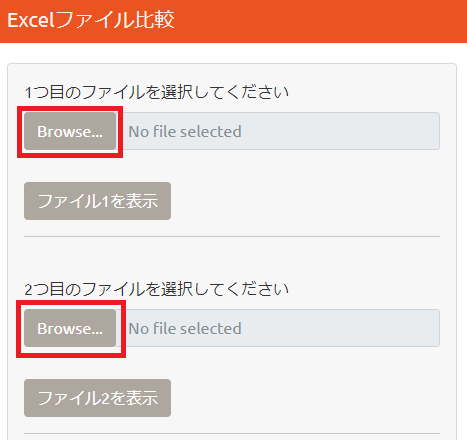 Excelファイル比較
1つ目のファイルを選択してください
Browse... No file selected
ファイル1を表示
2つ目のファイルを選択してください
Browse... No file selected
ファイル2を表示